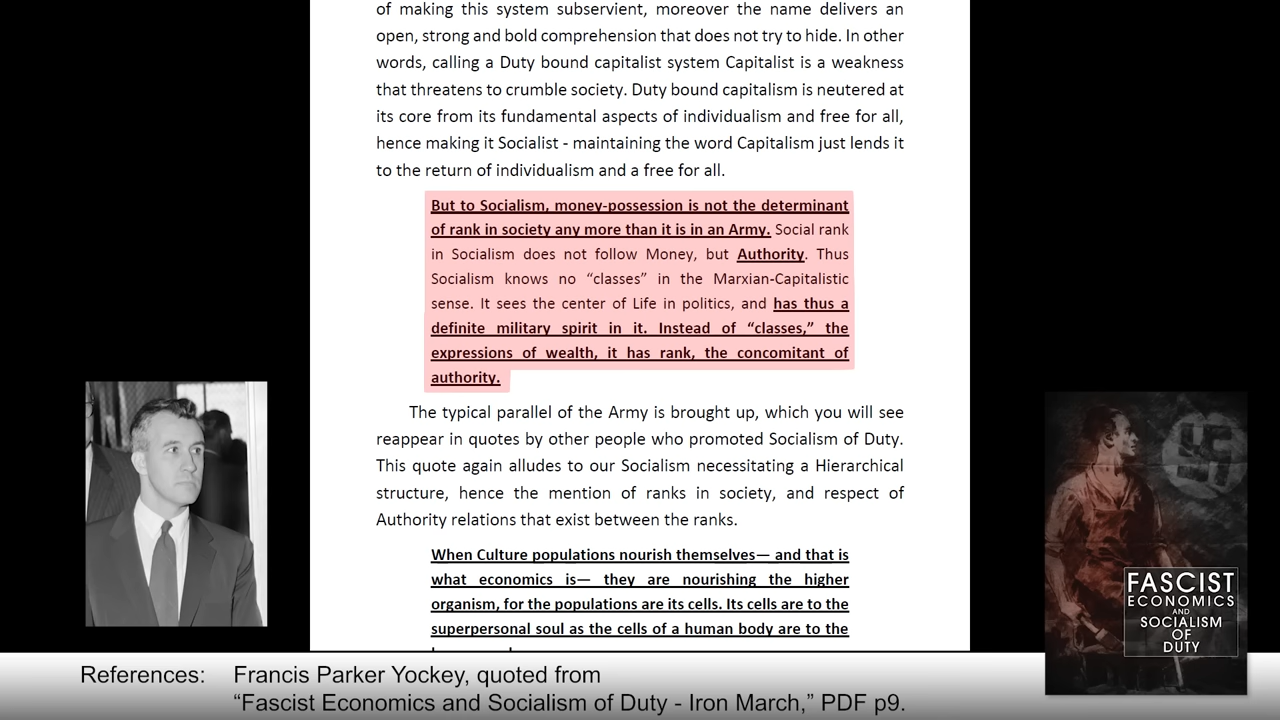 of making this system subservient, moreover the name delivers an
open, strong and bold comprehension that does not try to hide. In other
words, calling a Duty bound capitalist system Capitalist is a weakness
that threatens to crumble society. Duty bound capitalism is neutered at
its core from its fundamental aspects of individualism and free for all,
hence making it Socialist - maintaining the word Capitalism just lends it
to the return of individualism and a free for all.
But to Socialism, money-possession is not the determinant
of rank in society any more than it is in an Army. Social rank
in Socialism does not follow Money, but Authority. Thus
Socialism knows no “classes” in the Marxian-Capitalistic
sense. It sees the center of Life in politics, and has thus a
definite military spirit in it. Instead of “classes,” the
expressions of wealth, it has rank, the concomitant of
authority.
The typical parallel of the Army is brought up, which you will see
reappear in quotes by other people who promoted Socialism of Duty.
This quote again alludes to our Socialism necessitating a Hierarchical
structure, hence the mention of ranks in society, and respect of
Authority relations that exist between the ranks.
When Culture populations nourish themselves— and that is
what economics is— they are nourishing the higher
organism, for the populations are its cells. Its cells are to the
superpersonal soul as the cells of a human body are to the
FASCIST
ECONOMICS
AND
SOCIALISM
OF
DUTY
References: Francis Parker Yockey, quoted from
“Fascist Economics and Socialism of Duty - Iron March,” PDF p9.